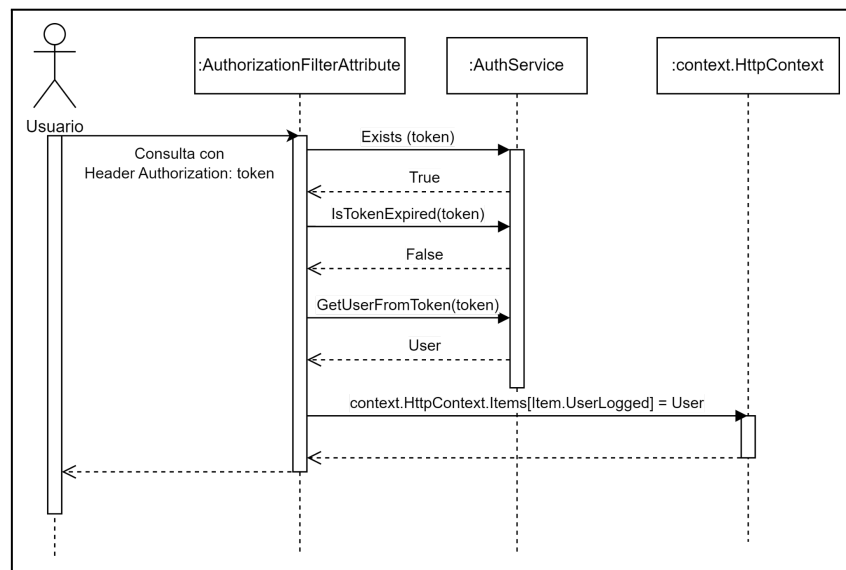 :AuthorizationFilterAttribute
:AuthService
:context.HttpContext
Usuario
Consulta con
Header Authorization: token
Exists (token)
True
IsTokenExpired(token)
False
GetUserFromToken(token)
User
context.HttpContext.Items[Item.UserLogged] = User